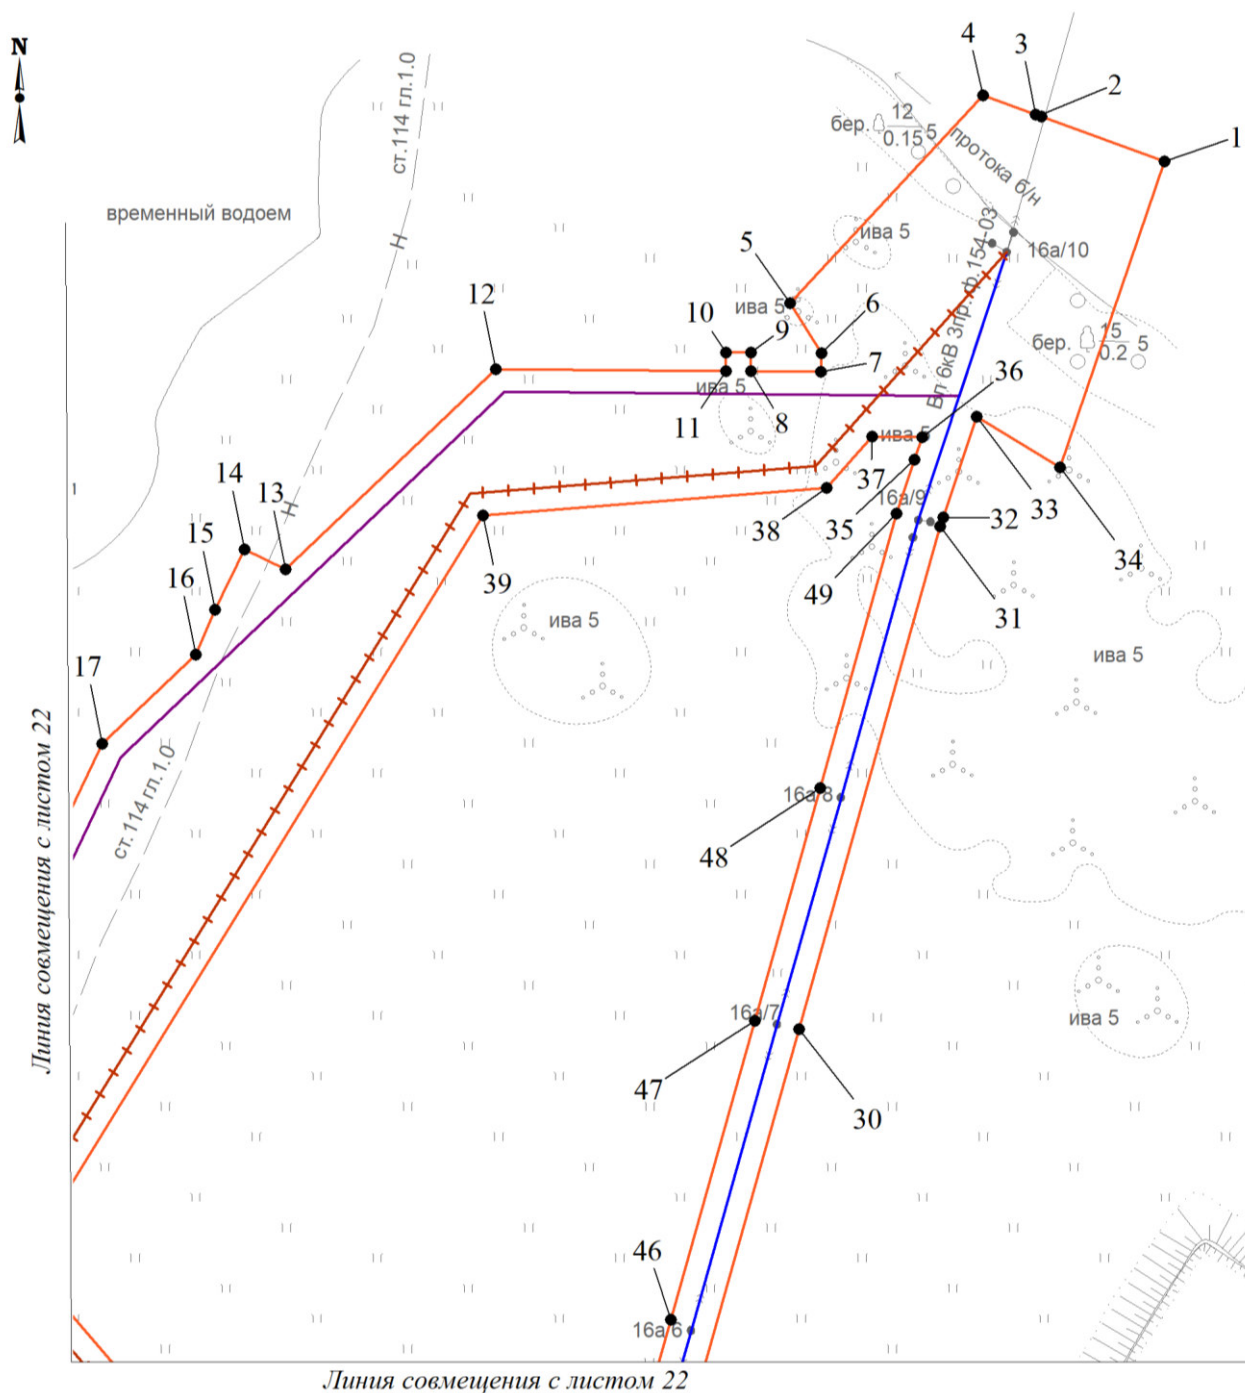 N
4
3
2
1
ст.114 гл.1.0
бер. 12 0.15 5
протока б/н
временный водоем
Н
ива 5
Вл 6кВ 3пр. ф. 154-03
16а/10
5
ива 5
6
12
10
9
7
бер. 15 0.2 5
36
ива 5
11
8
37
ива 5
14
13
Н
15
38
35
16а/9
32
33
34
16
39
49
31
ива 5
ива 5
17
Линия совмещения с листом 22
ст.114 гл.1.0
16а/8
48
16а/7
ива 5
47
30
46
16а/6
Линия совмещения с листом 22